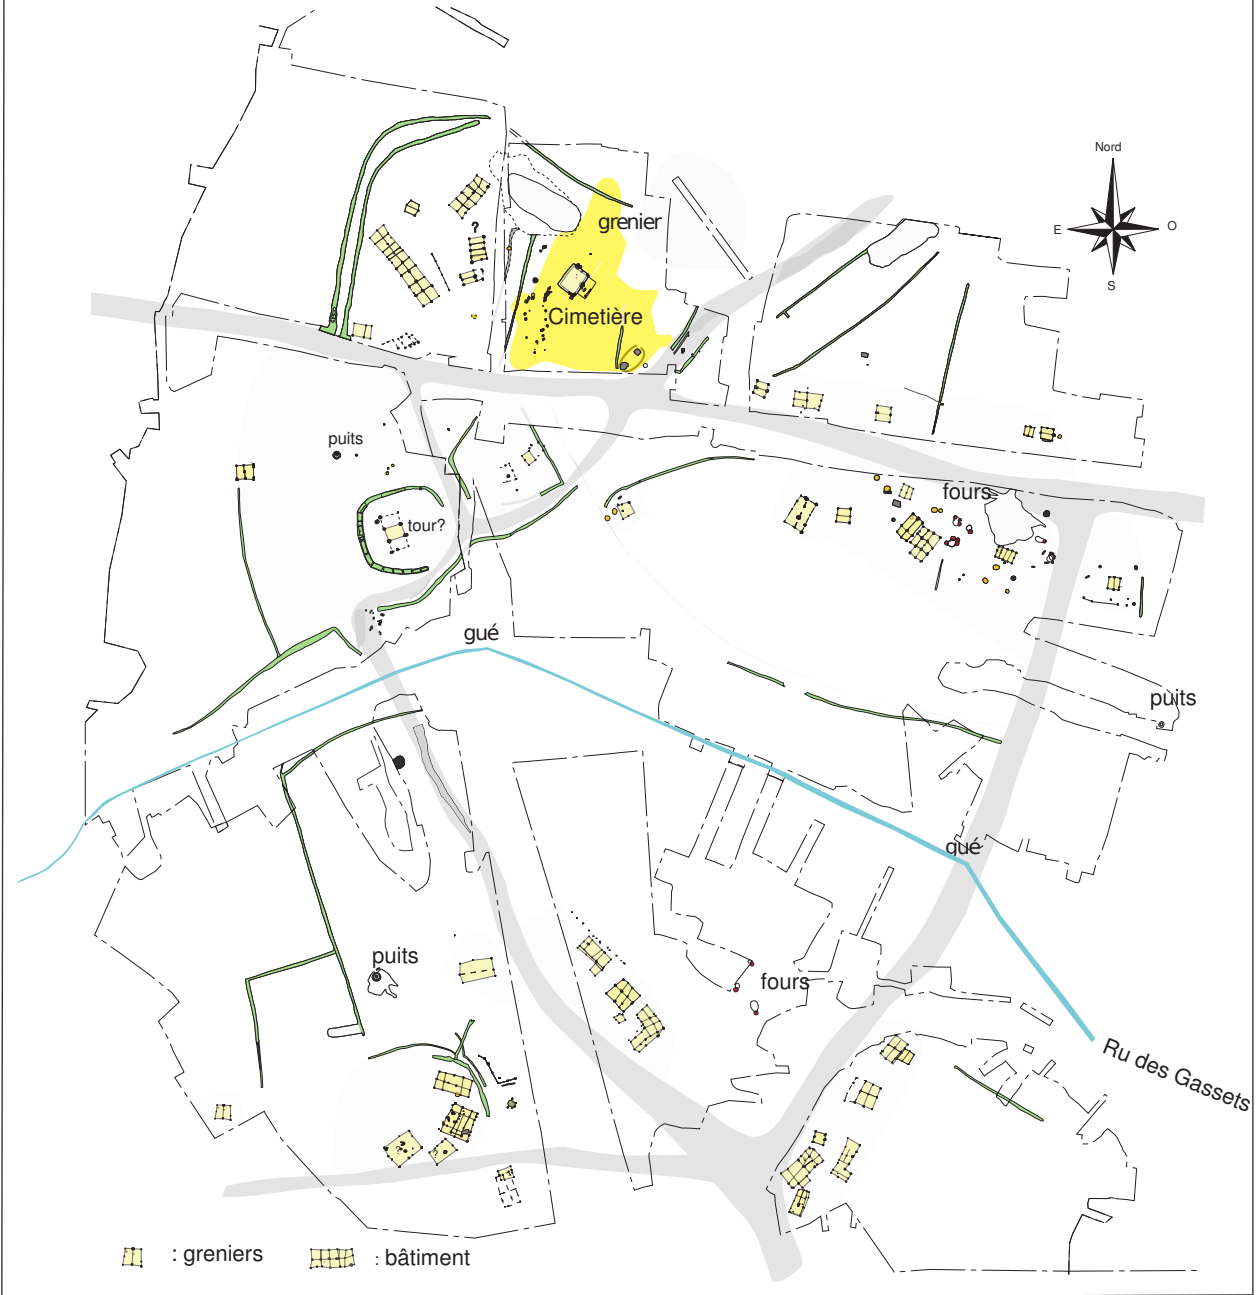 Nord
E
O
S
grenier
Cimetière
?
puits
tour?
fours
gué
puits
gué
puits
fours
Ru des Gassets
?
?
: greniers
: bâtiment